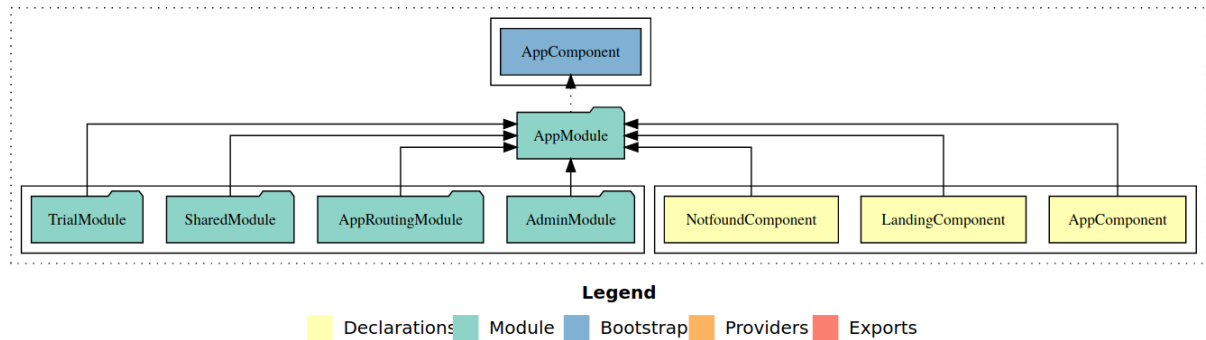 AppComponent
AppModule
TrialModule SharedModule AppRoutingModule AdminModule NotfoundComponent LandingComponent AppComponent
Legend
Declarations Module Bootstrap Providers Exports